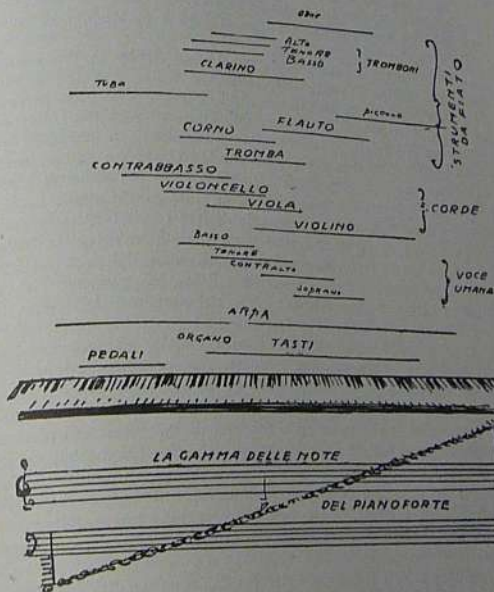 OBOE
ALTO
TENORE
BASSO
TROMBONI
CLARINO
STRUMENTI DA FIATO
TUBA
PICCOLO
CORNO
FLAUTO
TROMBA
CONTRABBASSO
VIOLONCELLO
VIOLA
CORDE
VIOLINO
BASSO
TENORE
CONTRALTO
SOPRANO
VOCE
UMANA
ARPA
ORGANO
PEDALI TASTI
LA GAMMA DELLE NOTE
DEL PIANOFORTE